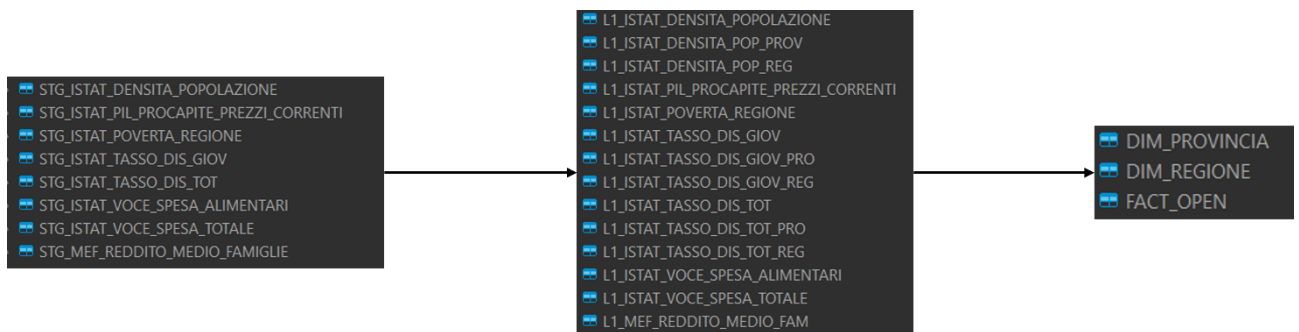 STG_ISTAT_DENSITA_POPOLAZIONE
STG_ISTAT_PIL_PROCAPITE_PREZZI_CORRENTI
STG_ISTAT_POVERTA_REGIONE
STG_ISTAT_TASSO_DIS_GIOV
STG_ISTAT_TASSO_DIS_TOT
STG_ISTAT_VOCE_SPESA_ALIMENTARI
STG_ISTAT_VOCE_SPESA_TOTALE
STG_MEF_REDDITO_MEDIO_FAMIGLIE
L1_ISTAT_DENSITA_POPOLAZIONE
L1_ISTAT_DENSITA_POP_PROV
L1_ISTAT_DENSITA_POP_REG
L1_ISTAT_PIL_PROCAPITE_PREZZI_CORRENTI
L1_ISTAT_POVERTA_REGIONE
L1_ISTAT_TASSO_DIS_GIOV
L1_ISTAT_TASSO_DIS_GIOV_PRO
L1_ISTAT_TASSO_DIS_GIOV_REG
L1_ISTAT_TASSO_DIS_TOT
L1_ISTAT_TASSO_DIS_TOT_PRO
L1_ISTAT_TASSO_DIS_TOT_REG
L1_ISTAT_VOCE_SPESA_ALIMENTARI
L1_ISTAT_VOCE_SPESA_TOTALE
L1_MEF_REDDITO_MEDIO_FAM
DIM_PROVINCIA
DIM_REGIONE
FACT_OPEN